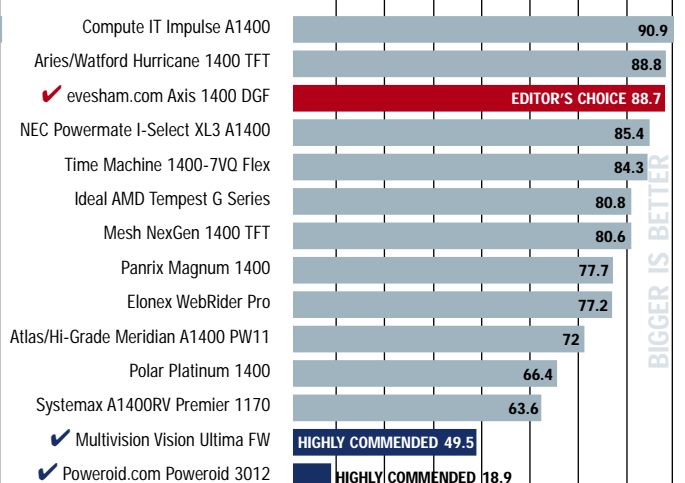 Compute IT Impulse A1400 90.9
Aries/Watford Hurricane 1400 TFT 88.8
✔ evesham.com Axis 1400 DGF EDITOR'S CHOICE 88.7
NEC Powermate I-Select XL3 A1400 85.4
Time Machine 1400-7VQ Flex 84.3
Ideal AMD Tempest G Series 80.8
Mesh NexGen 1400 TFT 80.6
Panrix Magnum 1400 77.7
Elonex WebRider Pro 77.2
Atlas/Hi-Grade Meridian A1400 PW11 72
Polar Platinum 1400 66.4
Systemax A1400RV Premier 1170 63.6
✔ Multivision Vision Ultima FW HIGHLY COMMENDED 49.5
✔ Poweroid.com Poweroid 3012 HIGHLY COMMENDED 18.9
BIGGER IS BETTER